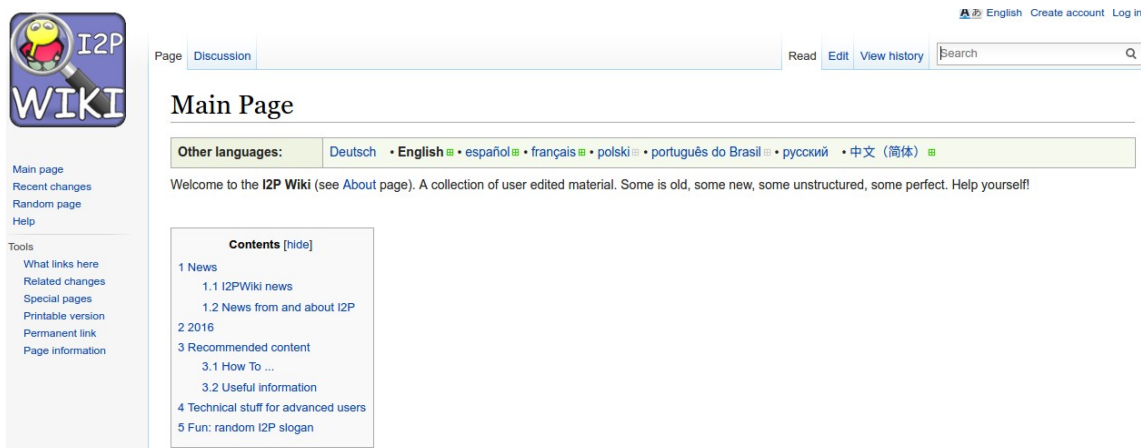 I2P
WIKI
Aあ English Create account Log in
Page Discussion
Read Edit View history
Search
Main Page
Other languages: Deutsch • English • español • français • polski • português do Brasil • русский • 中文（简体）
Welcome to the I2P Wiki (see About page). A collection of user edited material. Some is old, some new, some unstructured, some perfect. Help yourself!
Main page
Recent changes
Random page
Help
Tools
What links here
Related changes
Special pages
Printable version
Permanent link
Page information
Contents [hide]
1 News
1.1 I2PWiki news
1.2 News from and about I2P
2 2016
3 Recommended content
3.1 How To ...
3.2 Useful information
4 Technical stuff for advanced users
5 Fun: random I2P slogan